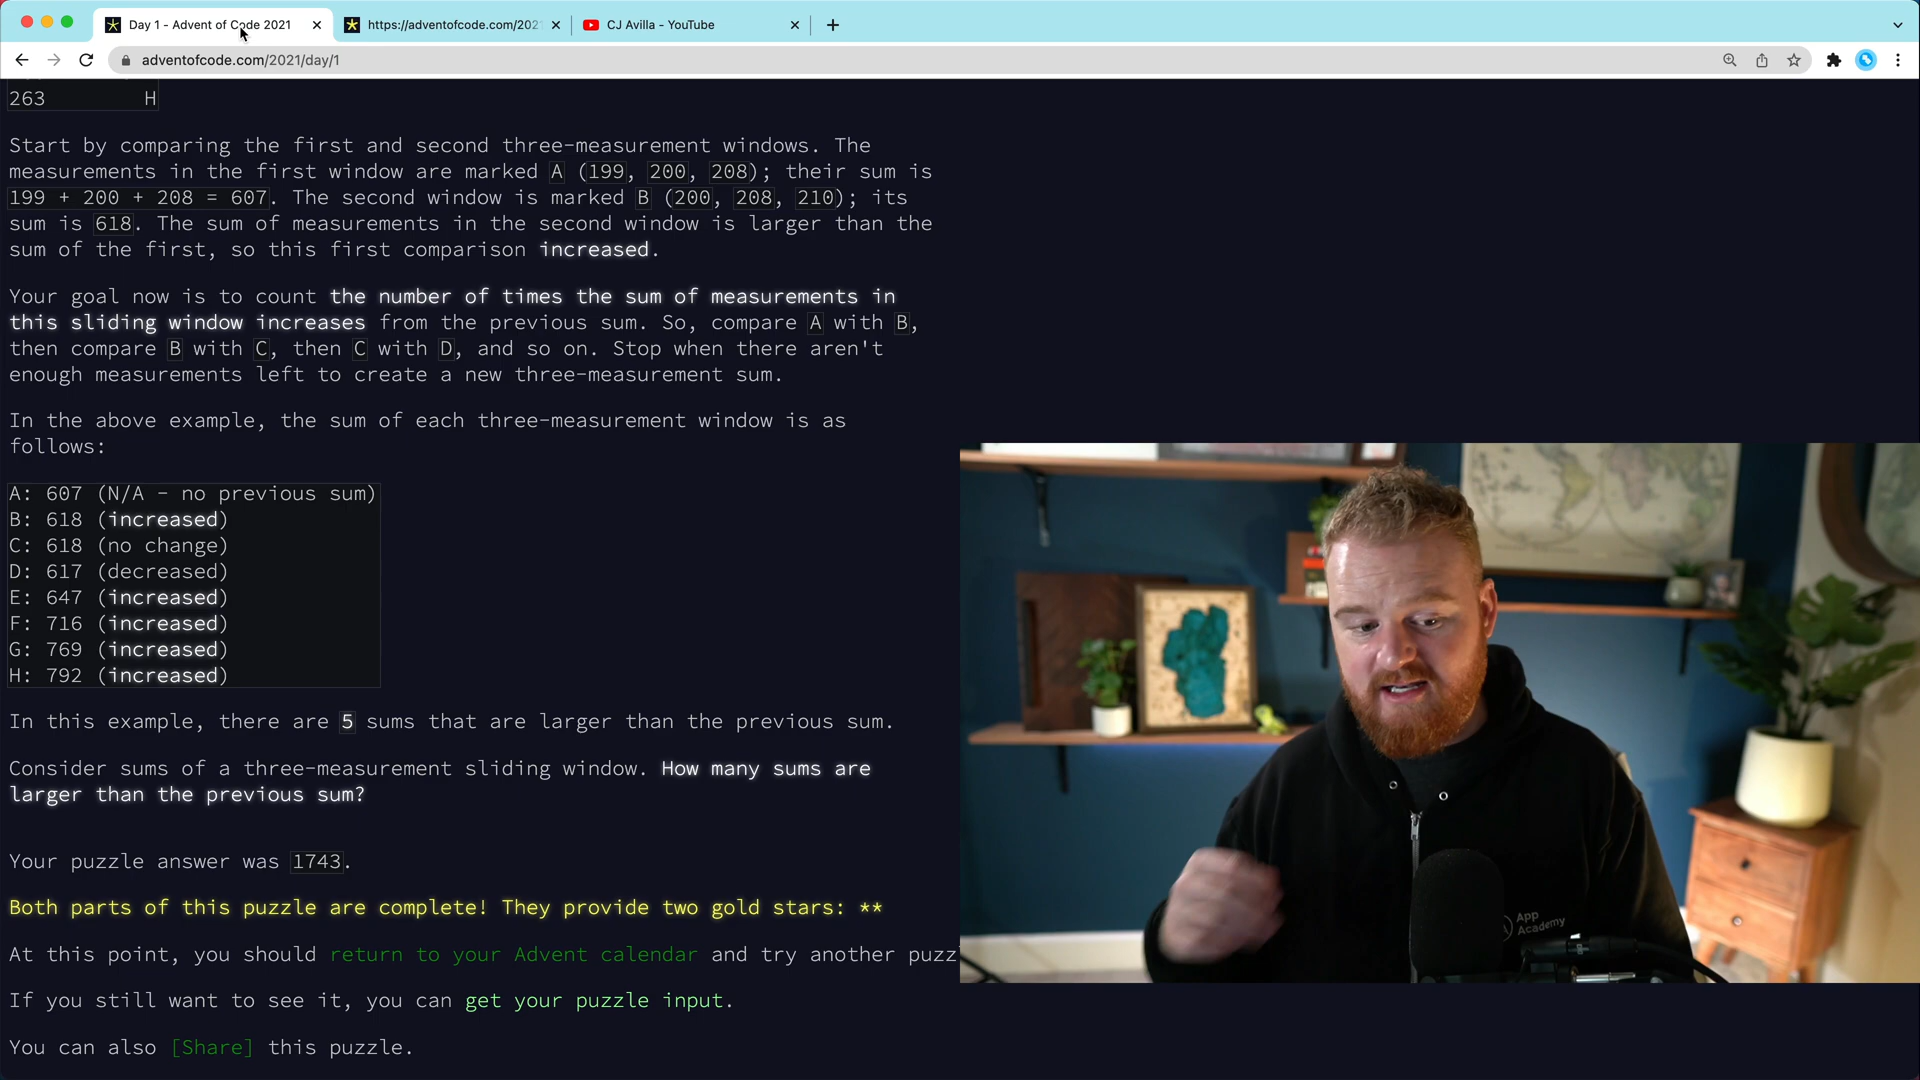 Day 1 - Advent of Code 2021
https://adventofcode.com/202
CJ Avilla - YouTube
adventofcode.com/2021/day/1
263 H
Start by comparing the first and second three-measurement windows. The
measurements in the first window are marked A (199, 200, 208); their sum is
199 + 200 + 208 = 607. The second window is marked B (200, 208, 210); its
sum is 618. The sum of measurements in the second window is larger than the
sum of the first, so this first comparison increased.
Your goal now is to count the number of times the sum of measurements in
this sliding window increases from the previous sum. So, compare A with B,
then compare B with C, then C with D, and so on. Stop when there aren't
enough measurements left to create a new three-measurement sum.
In the above example, the sum of each three-measurement window is as
follows:
A: 607 (N/A - no previous sum)
B: 618 (increased)
C: 618 (no change)
D: 617 (decreased)
E: 647 (increased)
F: 716 (increased)
G: 769 (increased)
H: 792 (increased)
In this example, there are 5 sums that are larger than the previous sum.
Consider sums of a three-measurement sliding window. How many sums are
larger than the previous sum?
Your puzzle answer was 1743.
Both parts of this puzzle are complete! They provide two gold stars: **
At this point, you should return to your Advent calendar and try another puzz
If you still want to see it, you can get your puzzle input.
You can also [Share] this puzzle.
App
Academy